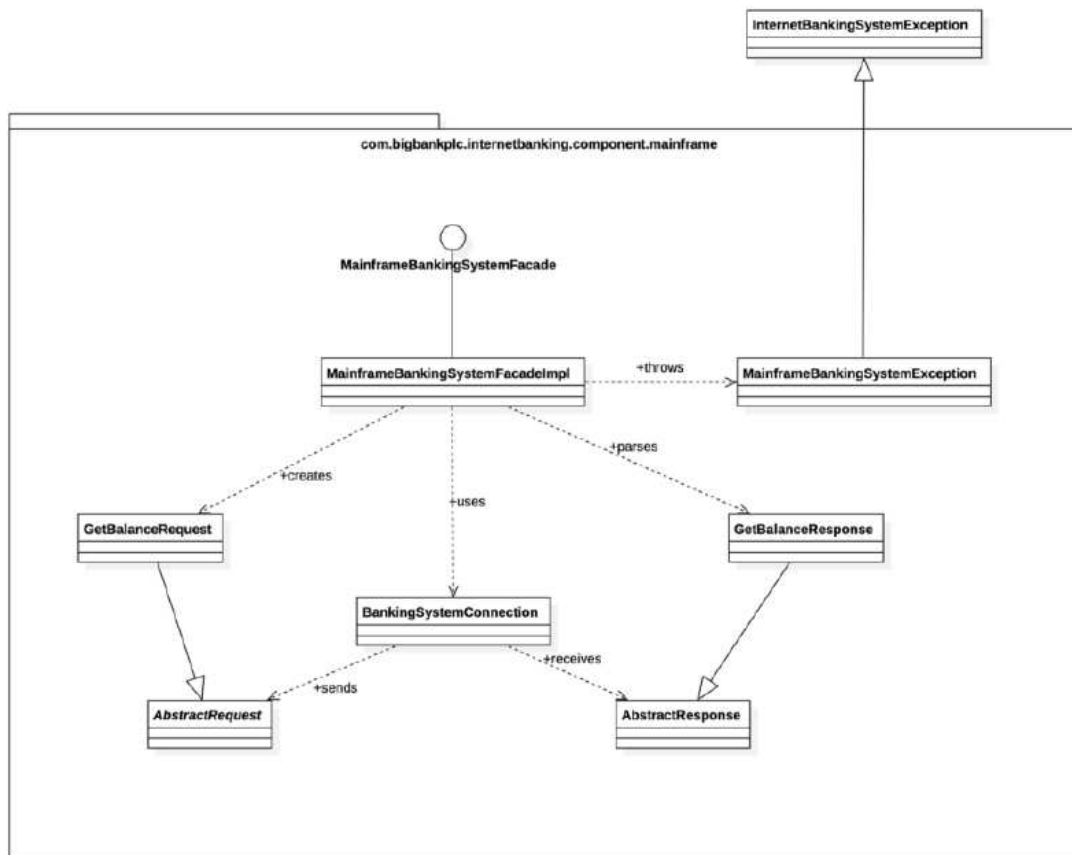 InternetBankingSystemException
com.bigbankplc.internetbanking.component.mainframe
MainframeBankingSystemFacade
MainframeBankingSystemFacadeImpl
+throws
MainframeBankingSystemException
+creates
+uses
+parses
GetBalanceRequest
GetBalanceResponse
BankingSystemConnection
+sends
+receives
AbstractRequest
AbstractResponse